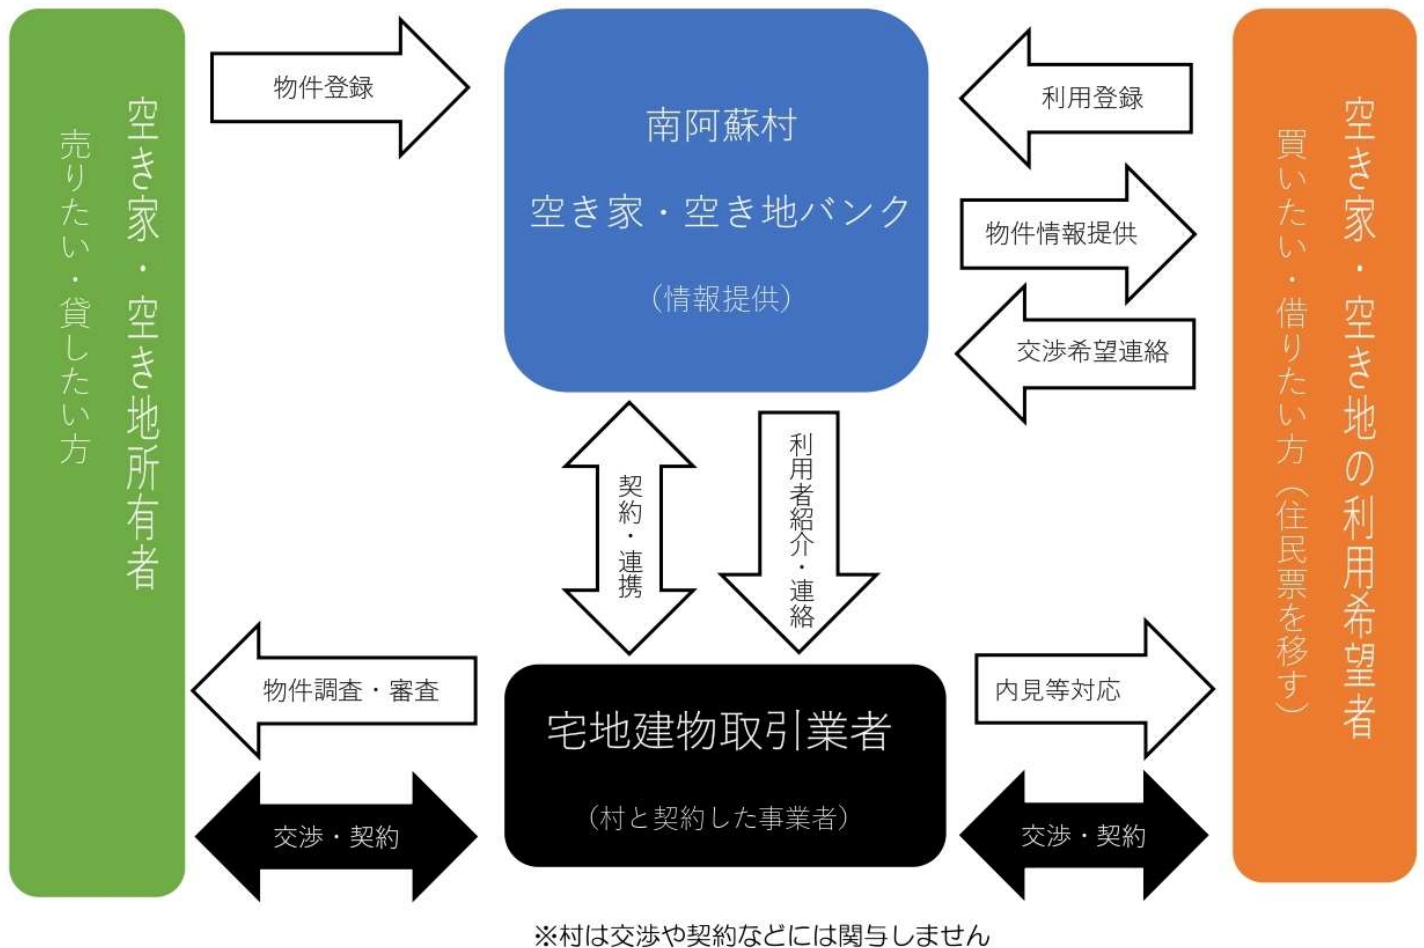 空き家・空き地所有者
売りたい・貸したい方
物件登録
南阿蘇村
空き家・空き地バンク
（情報提供）
利用登録
物件情報提供
交渉希望連絡
空き家・空き地の利用希望者
買いたい・借りたい方（住民票を移す）
契約・連携
利用者紹介・連絡
物件調査・審査
宅地建物取引業者
（村と契約した事業者）
内見等対応
交渉・契約
交渉・契約
※村は交渉や契約などには関与しません